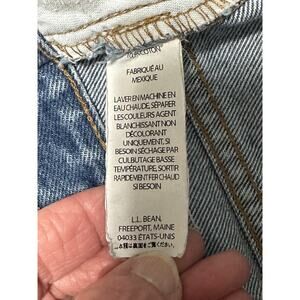 FABRIQUÉ AU
MEXIQUE
LAVER EN MACHINE EN
EAU CHAUDE, SÉPARER
LES COULEURS AGENT
BLANCHISSANT NON
DÉCOLORANT
UNIQUEMENT, SI
BESOIN SÉCHAGE PAR
CULBUTAGE BASSE
TEMPÉRATURE, SORTIR
RAPIDEMENT FER CHAUD
SI BESOIN
L.L. BEAN,
FREEPORT, MAINE
04033 ÉTATS-UNIS